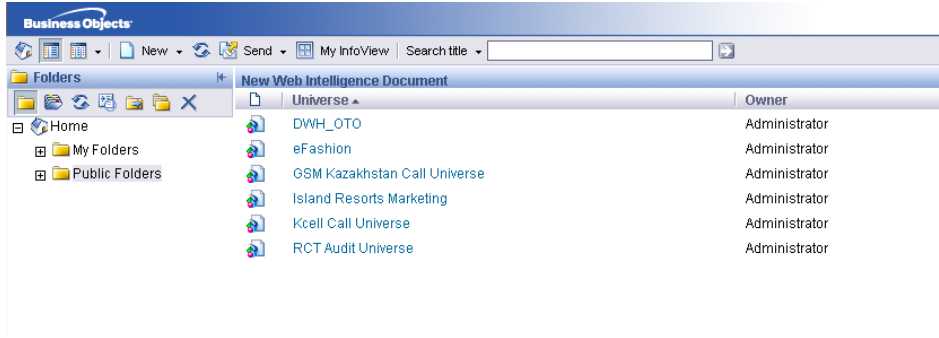 Business Objects
New Send My InfoView Search title
Folders
New Web Intelligence Document
Universe Owner
Home
My Folders
Public Folders
DWH_OTO Administrator
eFashion Administrator
GSM Kazakhstan Call Universe Administrator
Island Resorts Marketing Administrator
Kcell Call Universe Administrator
RCT Audit Universe Administrator